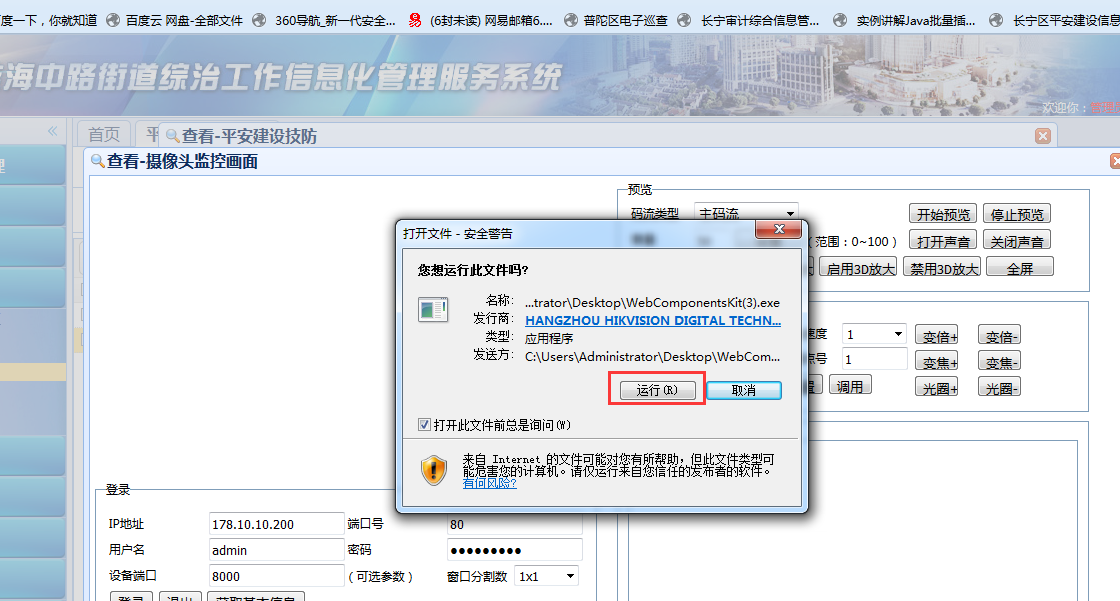 度一下，你就知道 百度云 网盘-全部文件 360导航_新一代安全... (6封未读) 网易邮箱6.... 普陀区电子巡查 长宁审计综合信息管... 实例讲解Java批量插... 长宁区平安建设信息
海中路街道综治工作信息化管理服务系统
欢迎你：管理
首页 平 查看-平安建设技防
查看-摄像头监控画面
预览
码流类型 主码流 开始预览 停止预览
(范围：0~100) 打开声音 关闭声音
启用3D放大 禁用3D放大 全屏
打开文件 - 安全警告
您想运行此文件吗？
名称： ...trator\Desktop\WebComponentsKit(3).exe
发行商： HANGZHOU HIKVISION DIGITAL TECHN...
类型： 应用程序
发送方： C:\Users\Administrator\Desktop\WebCom...
运行(R) 取消
打开此文件前总是询问(W)
来自 Internet 的文件可能对您有所帮助，但此文件类型可
能危害您的计算机。请仅运行来自您信任的发布者的软件。
有何风险？
速度 1 变倍+ 变倍-
点号 1 变焦+ 变焦-
置 调用 光圈+ 光圈-
登录
IP地址 178.10.10.200 端口号 80
用户名 admin 密码 ●●●●●●●●●
设备端口 8000 (可选参数) 窗口分割数 1x1
登录 退出 获取基本信息